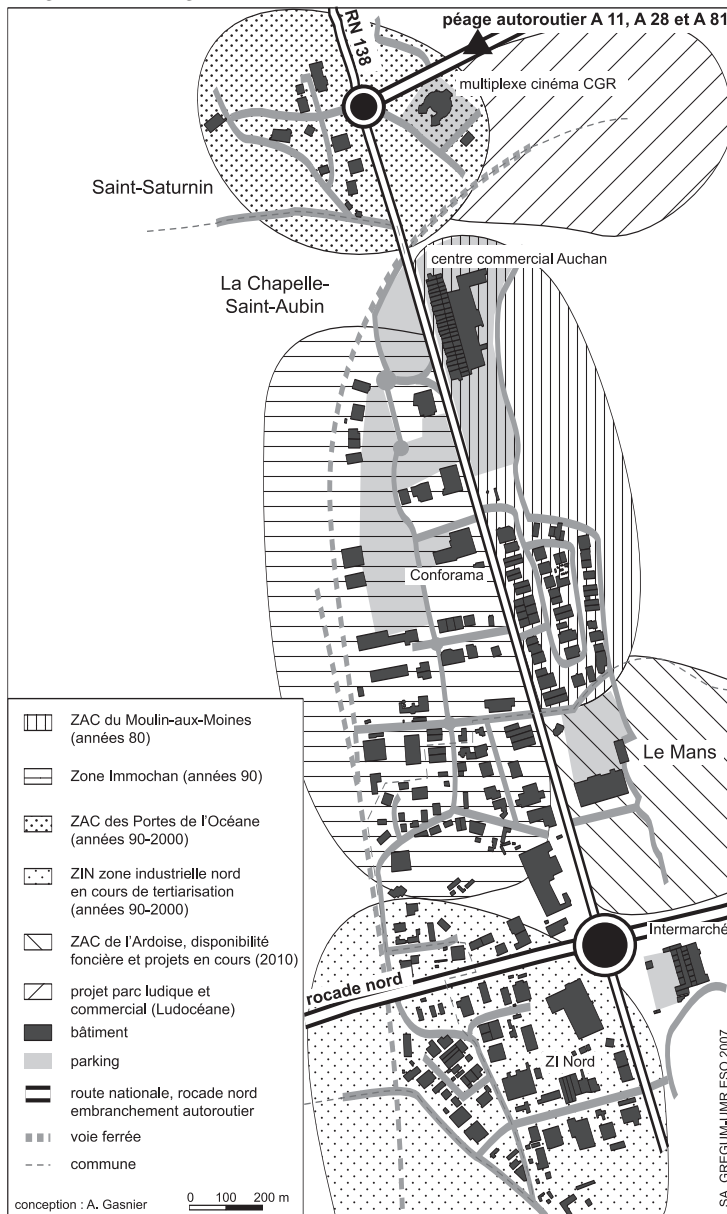 péage autoroutier A 11, A 28 et A 81
RN 138
multiplexe cinéma CGR
Saint-Saturnin
centre commercial Auchan
La Chapelle-
Saint-Aubin
Conforama
Le Mans
Intermarché
rocade nord
ZI Nord
ZAC du Moulin-aux-Moines
(années 80)
Zone Immochan (années 90)
ZAC des Portes de l'Océane
(années 90-2000)
ZIN zone industrielle nord
en cours de tertiarisation
(années 90-2000)
ZAC de l'Ardoise, disponibilité
foncière et projets en cours (2010)
projet parc ludique et
commercial (Ludocéane)
bâtiment
parking
route nationale, rocade nord
embranchement autoroutier
voie ferrée
commune
conception : A. Gasnier
0 100 200 m
SA, GREGUM-UMR ESO 2007